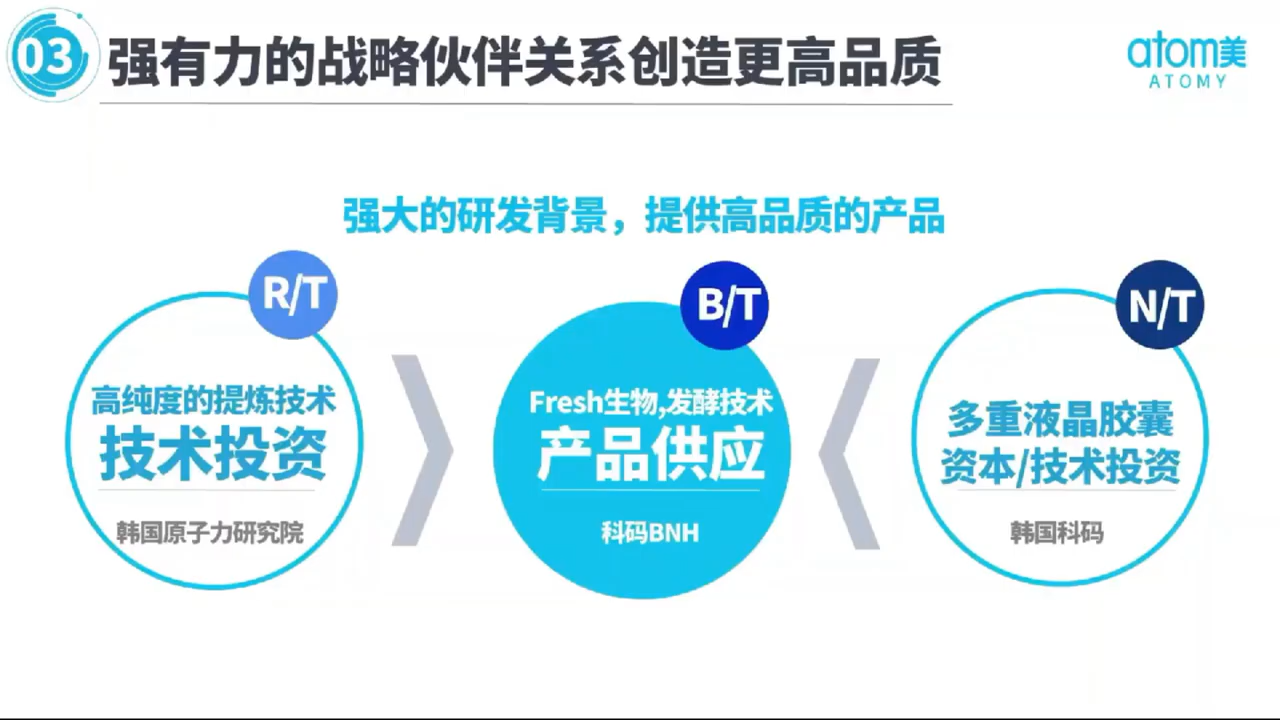 03
强有力的战略伙伴关系创造更高品质
atom美
ATOMY
强大的研发背景，提供高品质的产品
R/T
高纯度的提炼技术
技术投资
韩国原子力研究院
B/T
Fresh生物,发酵技术
产品供应
科码BNH
N/T
多重液晶胶囊
资本/技术投资
韩国科码